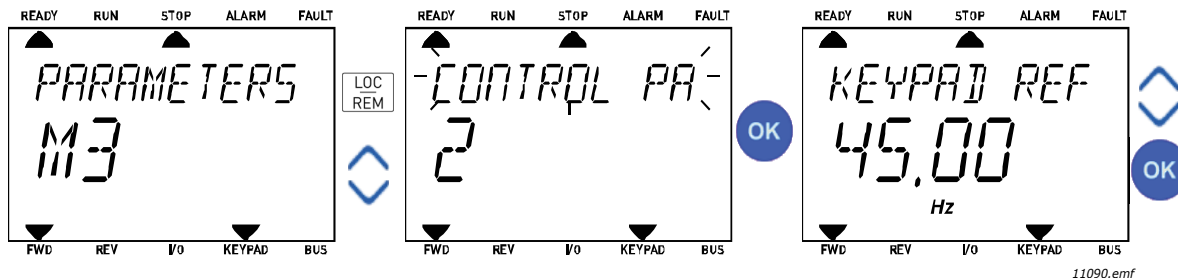 READY RUN STOP ALARM FAULT
PARAMETERS
M3
FWD REV I/O KEYPAD BUS
LOC
REM
READY RUN STOP ALARM FAULT
CONTROL PA
2
FWD REV I/O KEYPAD BUS
OK
READY RUN STOP ALARM FAULT
KEYPAD REF
45.00
Hz
FWD REV I/O KEYPAD BUS
OK
11090.emf